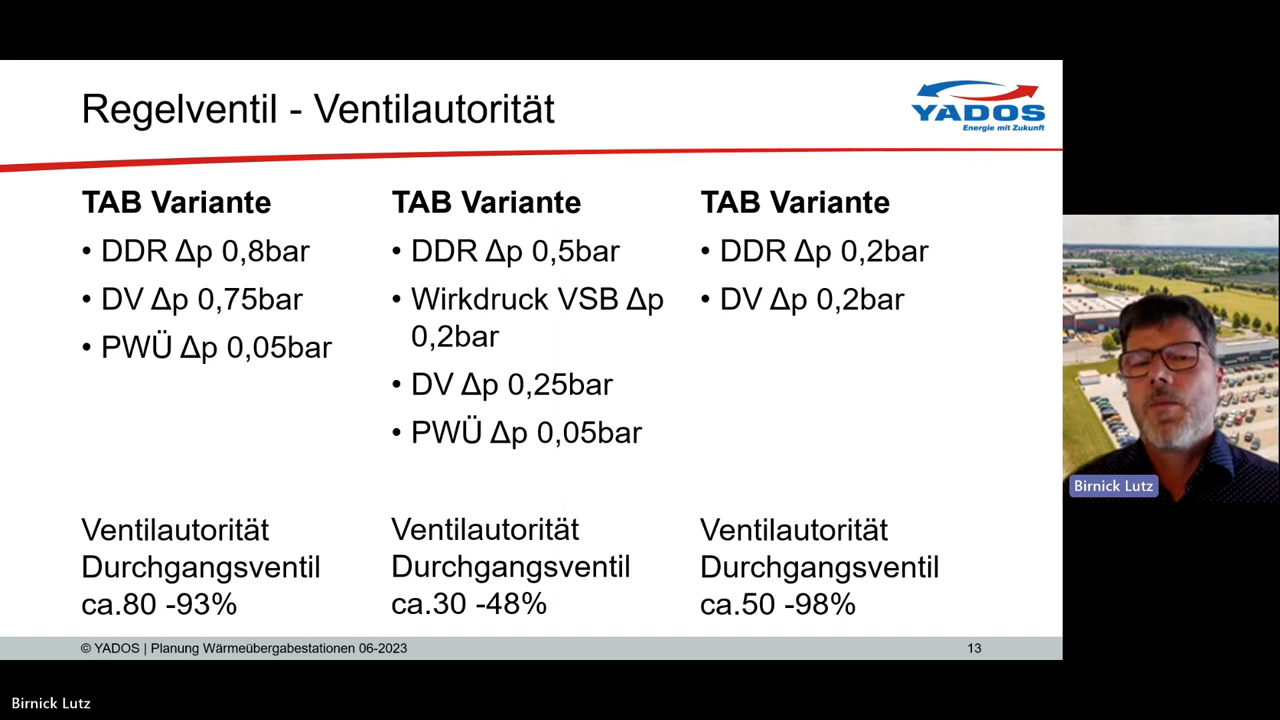 Regelventil - Ventilautorität
YADOS
Energie mit Zukunft
TAB Variante
• DDR Δp 0,8bar
• DV Δp 0,75bar
• PWÜ Δp 0,05bar
Ventilautorität
Durchgangsventil
ca.80 -93%
TAB Variante
• DDR Δp 0,5bar
• Wirkdruck VSB Δp
0,2bar
• DV Δp 0,25bar
• PWÜ Δp 0,05bar
Ventilautorität
Durchgangsventil
ca.30 -48%
TAB Variante
• DDR Δp 0,2bar
• DV Δp 0,2bar
Ventilautorität
Durchgangsventil
ca.50 -98%
© YADOS | Planung Wärmeübergabestationen 06-2023
13
Birnick Lutz
Birnick Lutz